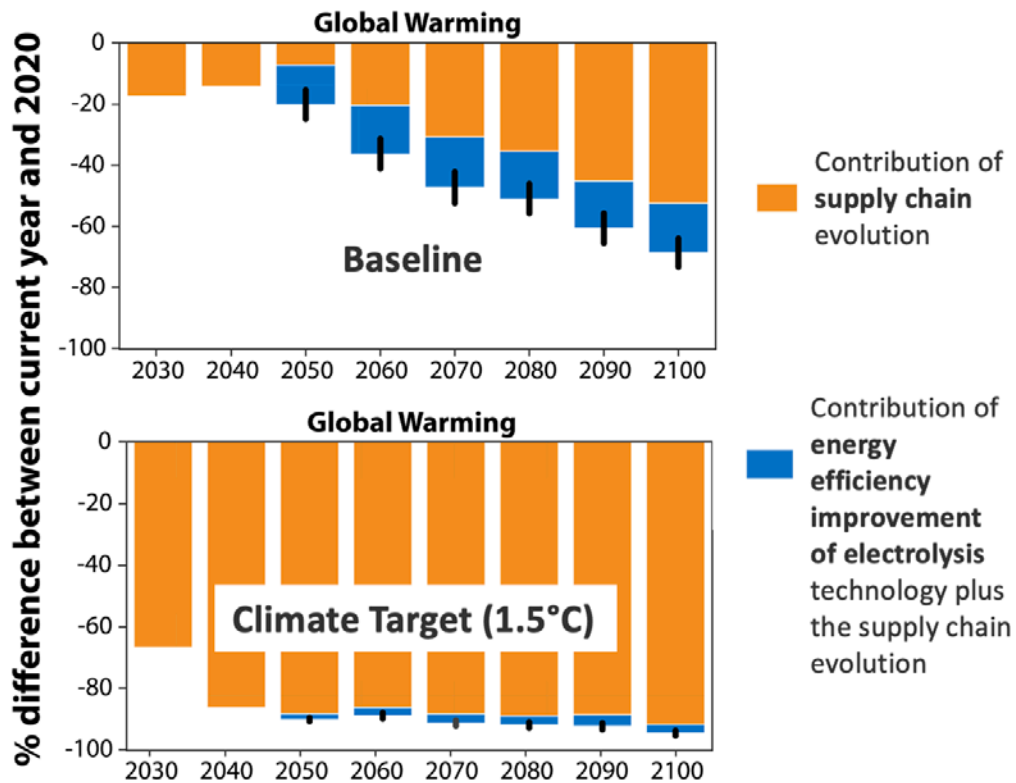 % difference between current year and 2020
Global Warming
0
-20
-40
-60
-80
-100
Baseline
2030 2040 2050 2060 2070 2080 2090 2100
Global Warming
0
-20
-40
-60
-80
-100
Climate Target (1.5°C)
2030 2040 2050 2060 2070 2080 2090 2100
Contribution of
supply chain
evolution
Contribution of
energy
efficiency
improvement
of electrolysis
technology plus
the supply chain
evolution